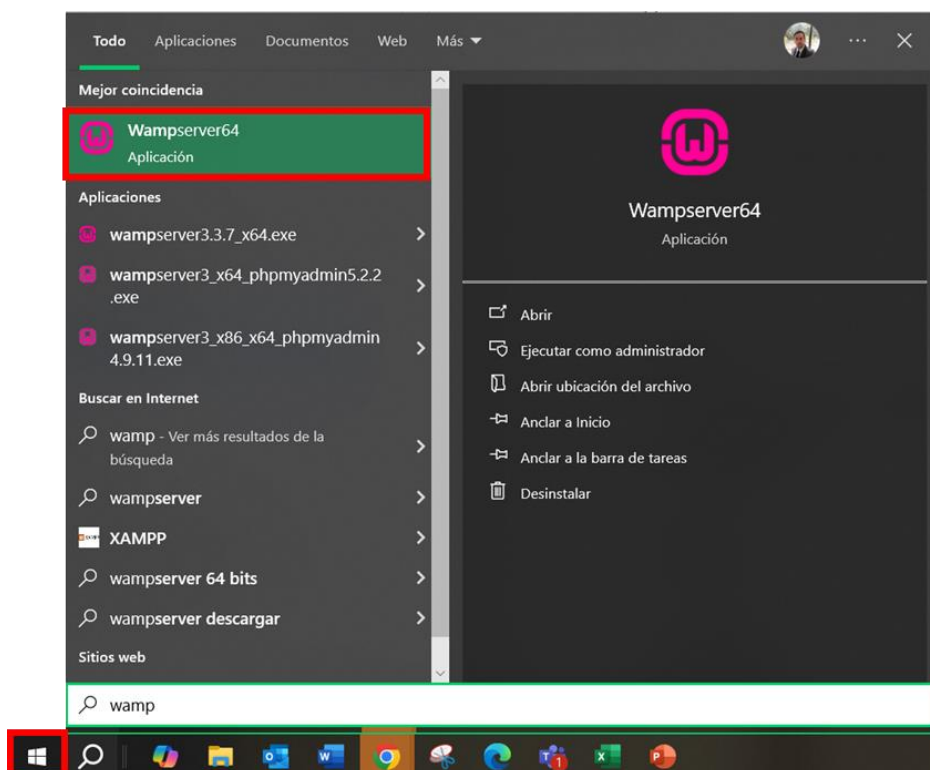 Todo Aplicaciones Documentos Web Más
Mejor coincidencia
Wampserver64
Aplicación
Aplicaciones
wampserver3.3.7_x64.exe
wampserver3_x64_phpmyadmin5.2.2
.exe
wampserver3_x86_x64_phpmyadmin
4.9.11.exe
Buscar en Internet
wamp - Ver más resultados de la
búsqueda
wampserver
XAMPP
wampserver 64 bits
wampserver descargar
Sitios web
wamp
Wampserver64
Aplicación
Abrir
Ejecutar como administrador
Abrir ubicación del archivo
Anclar a Inicio
Anclar a la barra de tareas
Desinstalar